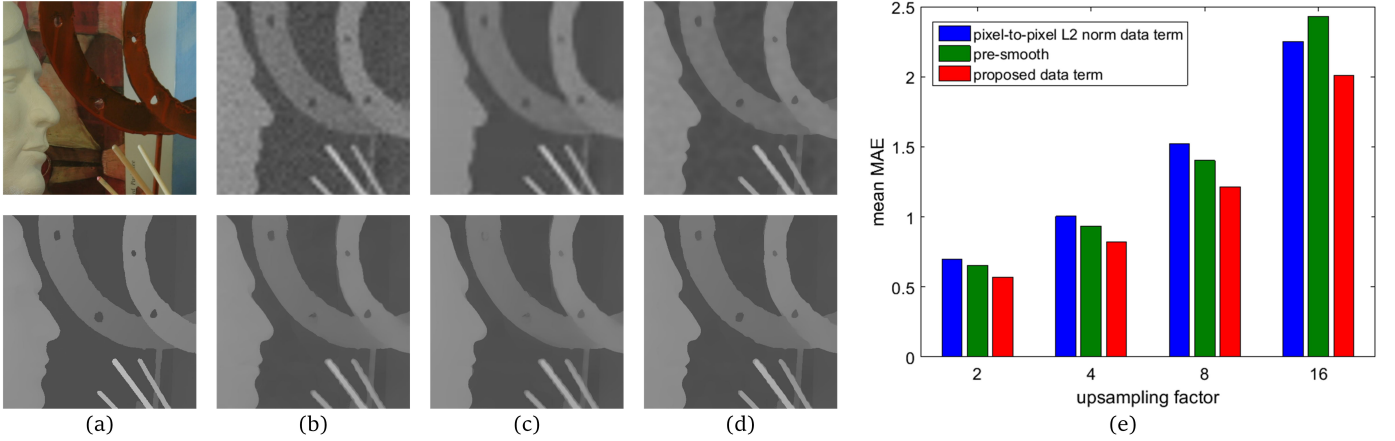 2.5
2
1.5
1
0.5
0
mean MAE
pixel-to-pixel L2 norm data term
pre-smooth
proposed data term
2 4 8 16
upsampling factor
(a) (b) (c) (d) (e)